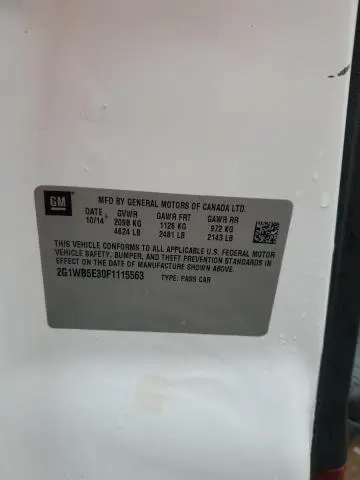 GM
MFD BY GENERAL MOTORS OF CANADA LTD.
DATE GVWR GAWR FRT GAWR RR
10/14 2098 KG 1126 KG 972 KG
4624 LB 2481 LB 2143 LB
THIS VEHICLE CONFORMS TO ALL APPLICABLE U.S. FEDERAL MOTOR
VEHICLE SAFETY, BUMPER, AND THEFT PREVENTION STANDARDS IN
EFFECT ON THE DATE OF MANUFACTURE SHOWN ABOVE.
2G1WB5E30F1115563 TYPE: PASS CAR